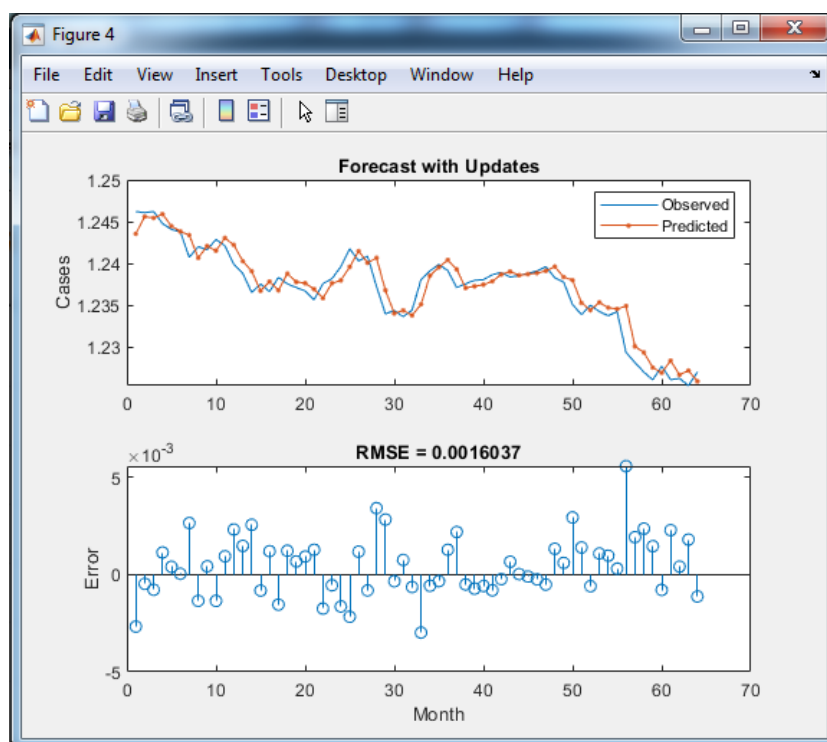 Figure 4
File Edit View Insert Tools Desktop Window Help
Forecast with Updates
1.25
1.245
1.24
1.235
1.23
Cases
Observed
Predicted
0 10 20 30 40 50 60 70
RMSE = 0.0016037
×10^-3
5
0
-5
Error
0 10 20 30 40 50 60 70
Month